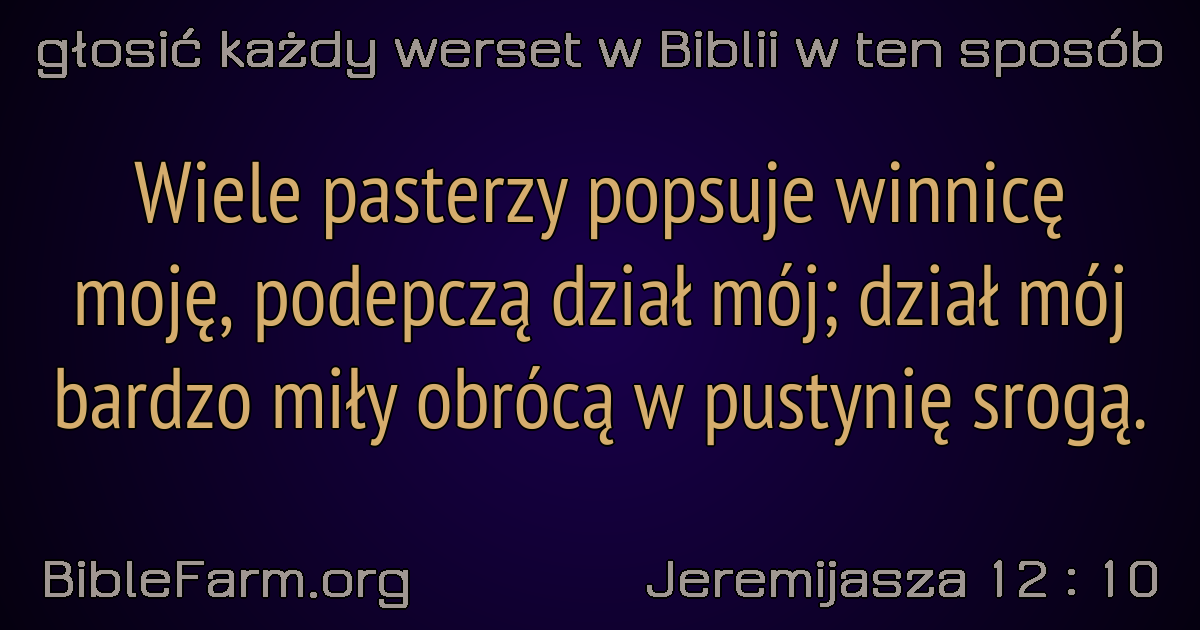 głosić każdy werset w Biblii w ten sposób
Wiele pasterzy popsuje winnicę
moję, podepczą dział mój; dział mój
bardzo miły obrócą w pustynię srogą.
BibleFarm.org
Jeremijasza 12 : 10